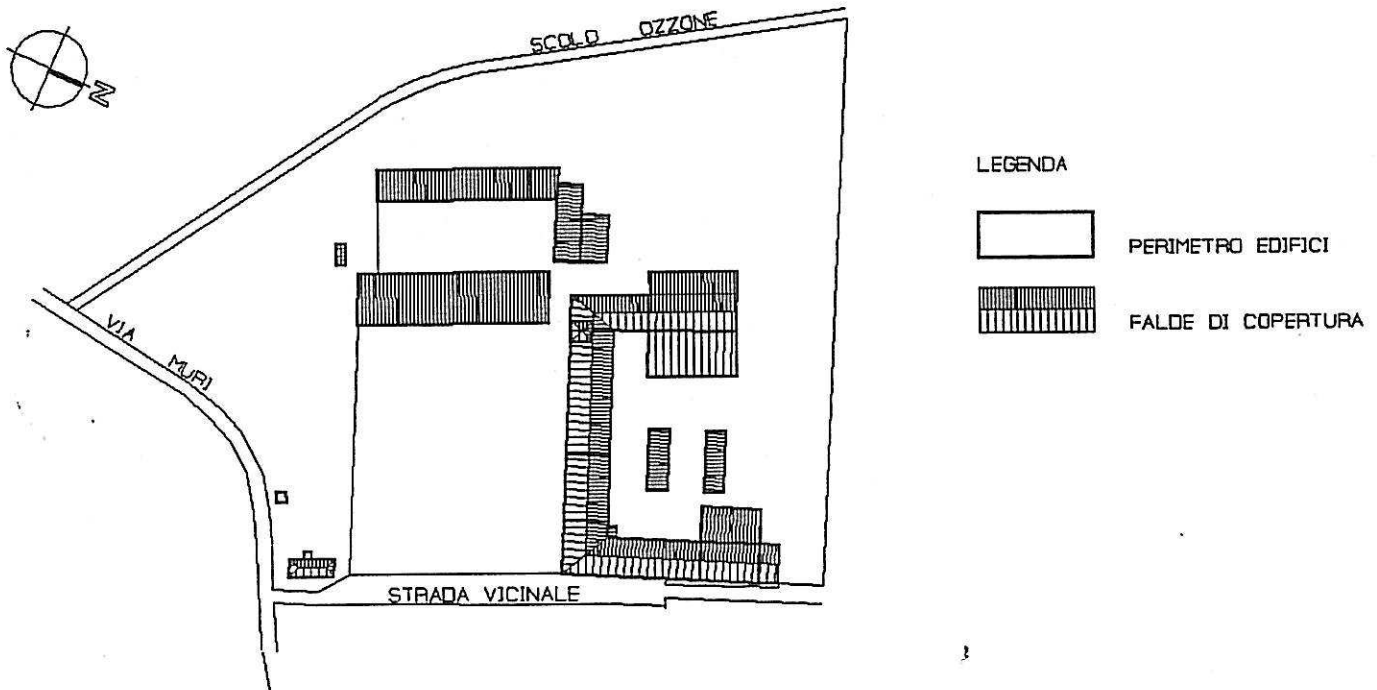 SCOLO OZZONE
N
LEGENDA
PERIMETRO EDIFICI
FALDE DI COPERTURA
VIA MURI
STRADA VICINALE